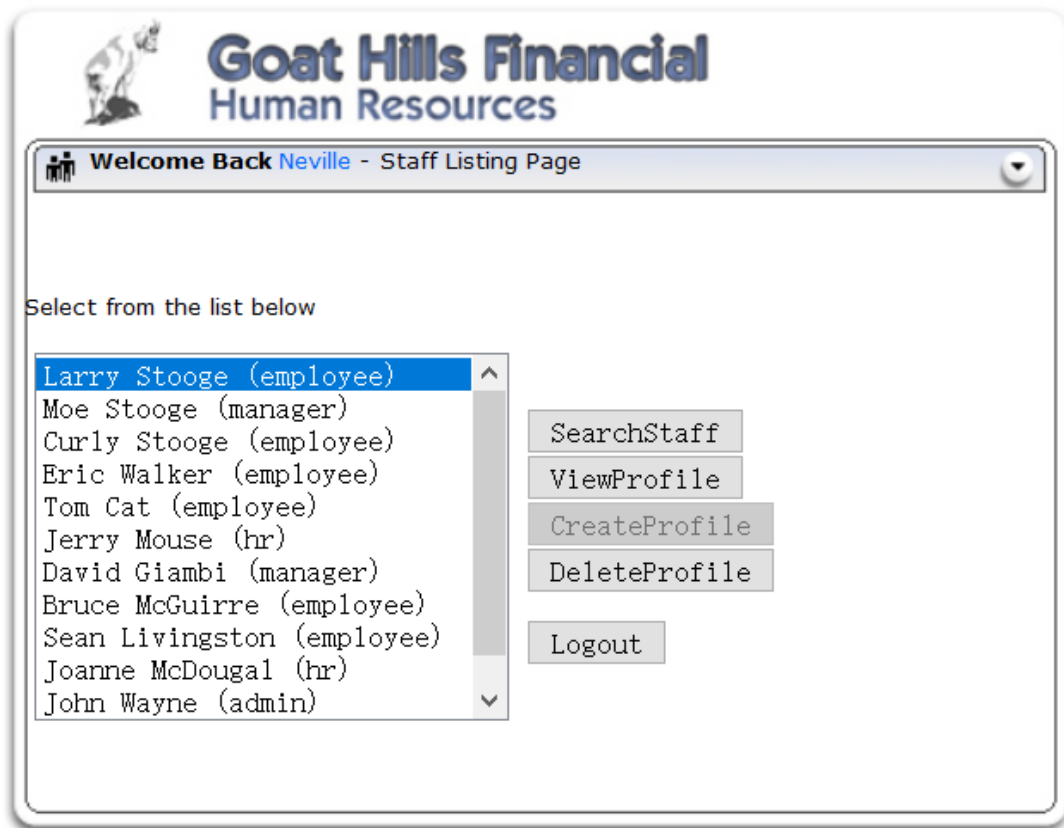 Goat Hills Financial
Human Resources
Welcome Back Neville - Staff Listing Page
Select from the list below
Larry Stooge (employee)
Moe Stooge (manager)
Curly Stooge (employee)
Eric Walker (employee)
Tom Cat (employee)
Jerry Mouse (hr)
David Giambi (manager)
Bruce McGuirre (employee)
Sean Livingston (employee)
Joanne McDougal (hr)
John Wayne (admin)
SearchStaff
ViewProfile
CreateProfile
DeleteProfile
Logout